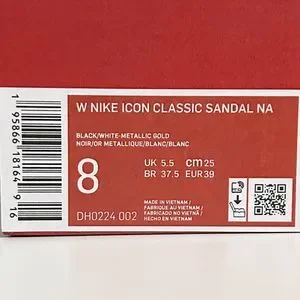 W NIKE ICON CLASSIC SANDAL NA
BLACK/WHITE-METALLIC GOLD
NOIR/OR METALLIQUE/BLANC/BLANC
8
UK 5.5 cm 25
BR 37.5 EUR 39
DH0224 002
MADE IN VIETNAM /
FABRIQUE AU VIETNAM /
FABRICADO NO VIETNÃ /
HECHO EN VIETNAM
1 95866 18164 9 16